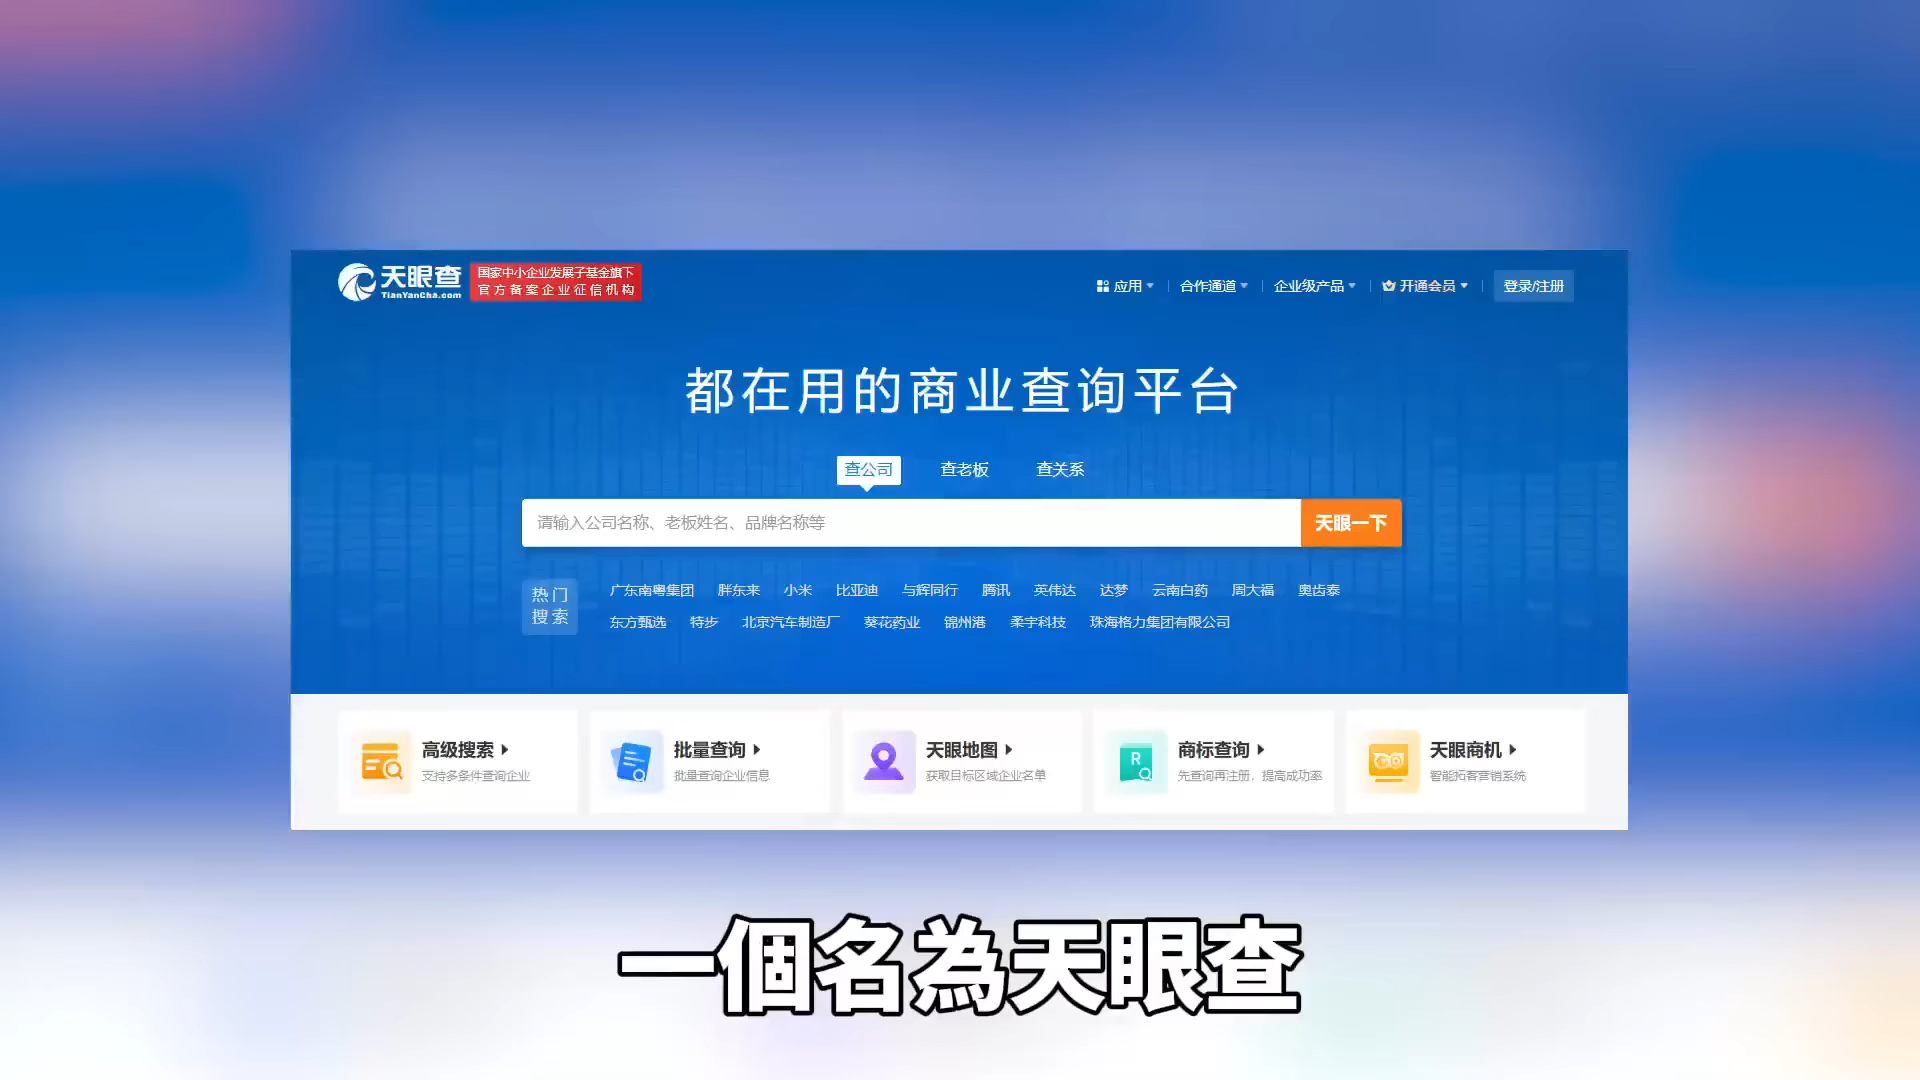 天眼查
TianYanCha.com
国家中小企业发展子基金旗下
官方备案企业征信机构
应用
合作通道
企业级产品
开通会员
登录/注册
都在用的商业查询平台
查公司 查老板 查关系
请输入公司名称、老板姓名、品牌名称等
天眼一下
热门
搜索
广东南粤集团 胖东来 小米 比亚迪 与辉同行 腾讯 英伟达 达梦 云南白药 周大福 奥齿泰
东方甄选 特步 北京汽车制造厂 葵花药业 锦州港 柔宇科技 珠海格力集团有限公司
高级搜索
支持多条件查询企业
批量查询
批量查询企业信息
天眼地图
获取目标区域企业名单
R
商标查询
先查询再注册，提高成功率
天眼商机
智能拓客营销系统
一個名為天眼查